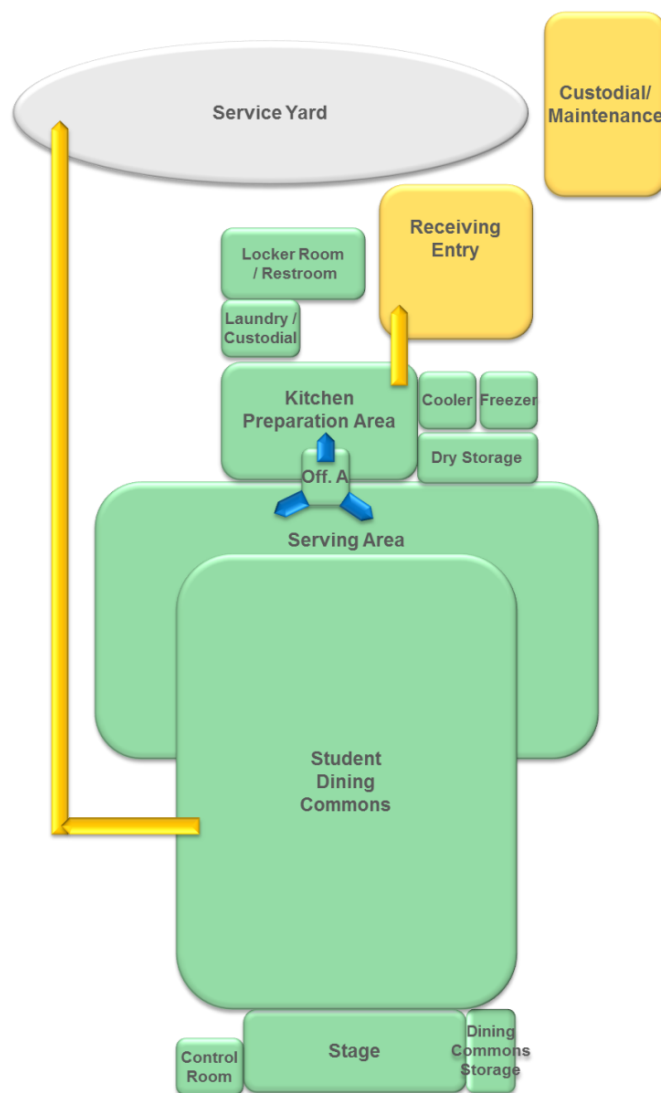 Service Yard
Custodial/
Maintenance
Receiving
Entry
Locker Room
/ Restroom
Laundry /
Custodial
Kitchen
Preparation Area
Cooler
Freezer
Dry Storage
Off. A
Serving Area
Student
Dining
Commons
Stage
Dining
Commons
Storage
Control
Room